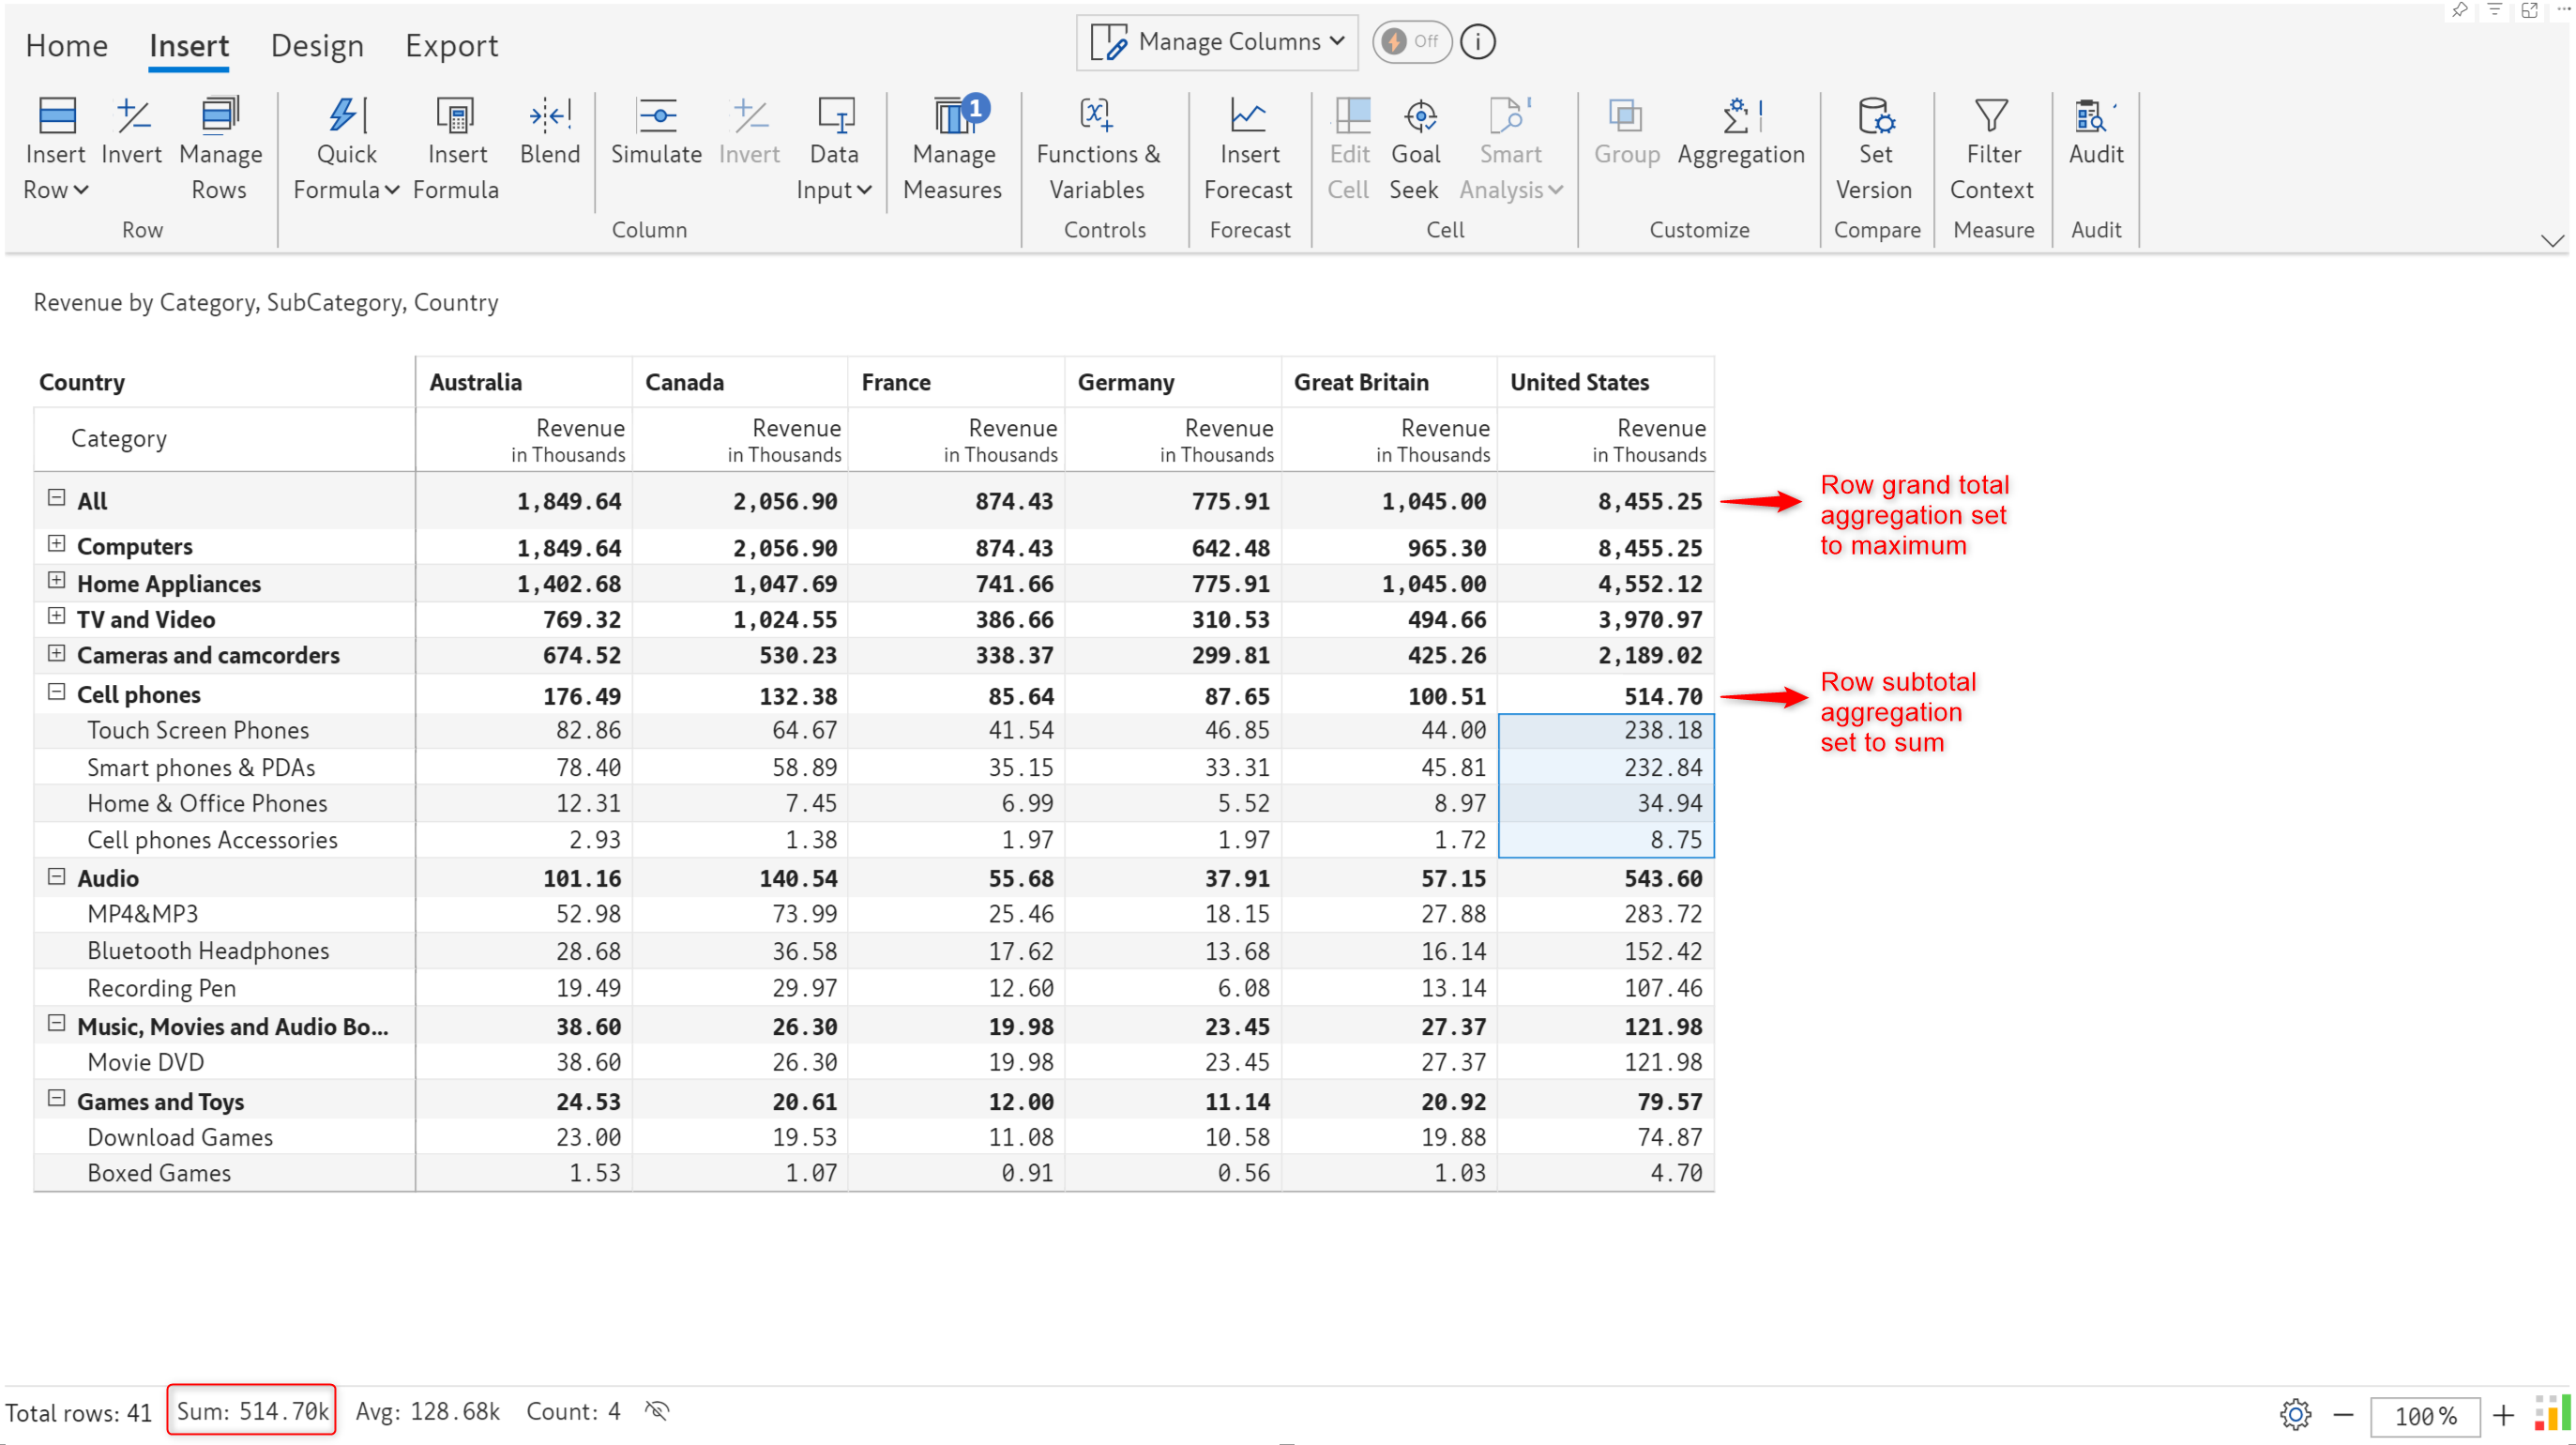 Home Insert Design Export Manage Columns Off i
Insert Row Invert Manage Rows Quick Formula Insert Formula Blend Simulate Invert Data Input Manage Measures 1 Functions & Variables Insert Forecast Edit Cell Goal Seek Smart Analysis Group Aggregation Set Version Filter Context Audit
Row Column Controls Forecast Cell Customize Compare Measure Audit
Revenue by Category, SubCategory, Country
Country Australia Canada France Germany Great Britain United States
Category Revenue in Thousands Revenue in Thousands Revenue in Thousands Revenue in Thousands Revenue in Thousands Revenue in Thousands
All 1,849.64 2,056.90 874.43 775.91 1,045.00 8,455.25
Row grand total
aggregation set
to maximum
Computers 1,849.64 2,056.90 874.43 642.48 965.30 8,455.25
Home Appliances 1,402.68 1,047.69 741.66 775.91 1,045.00 4,552.12
TV and Video 769.32 1,024.55 386.66 310.53 494.66 3,970.97
Cameras and camcorders 674.52 530.23 338.37 299.81 425.26 2,189.02
Cell phones 176.49 132.38 85.64 87.65 100.51 514.70
Row subtotal
aggregation
set to sum
Touch Screen Phones 82.86 64.67 41.54 46.85 44.00 238.18
Smart phones & PDAs 78.40 58.89 35.15 33.31 45.81 232.84
Home & Office Phones 12.31 7.45 6.99 5.52 8.97 34.94
Cell phones Accessories 2.93 1.38 1.97 1.97 1.72 8.75
Audio 101.16 140.54 55.68 37.91 57.15 543.60
MP4&MP3 52.98 73.99 25.46 18.15 27.88 283.72
Bluetooth Headphones 28.68 36.58 17.62 13.68 16.14 152.42
Recording Pen 19.49 29.97 12.60 6.08 13.14 107.46
Music, Movies and Audio Bo... 38.60 26.30 19.98 23.45 27.37 121.98
Movie DVD 38.60 26.30 19.98 23.45 27.37 121.98
Games and Toys 24.53 20.61 12.00 11.14 20.92 79.57
Download Games 23.00 19.53 11.08 10.58 19.88 74.87
Boxed Games 1.53 1.07 0.91 0.56 1.03 4.70
Total rows: 41 Sum: 514.70k Avg: 128.68k Count: 4 100%